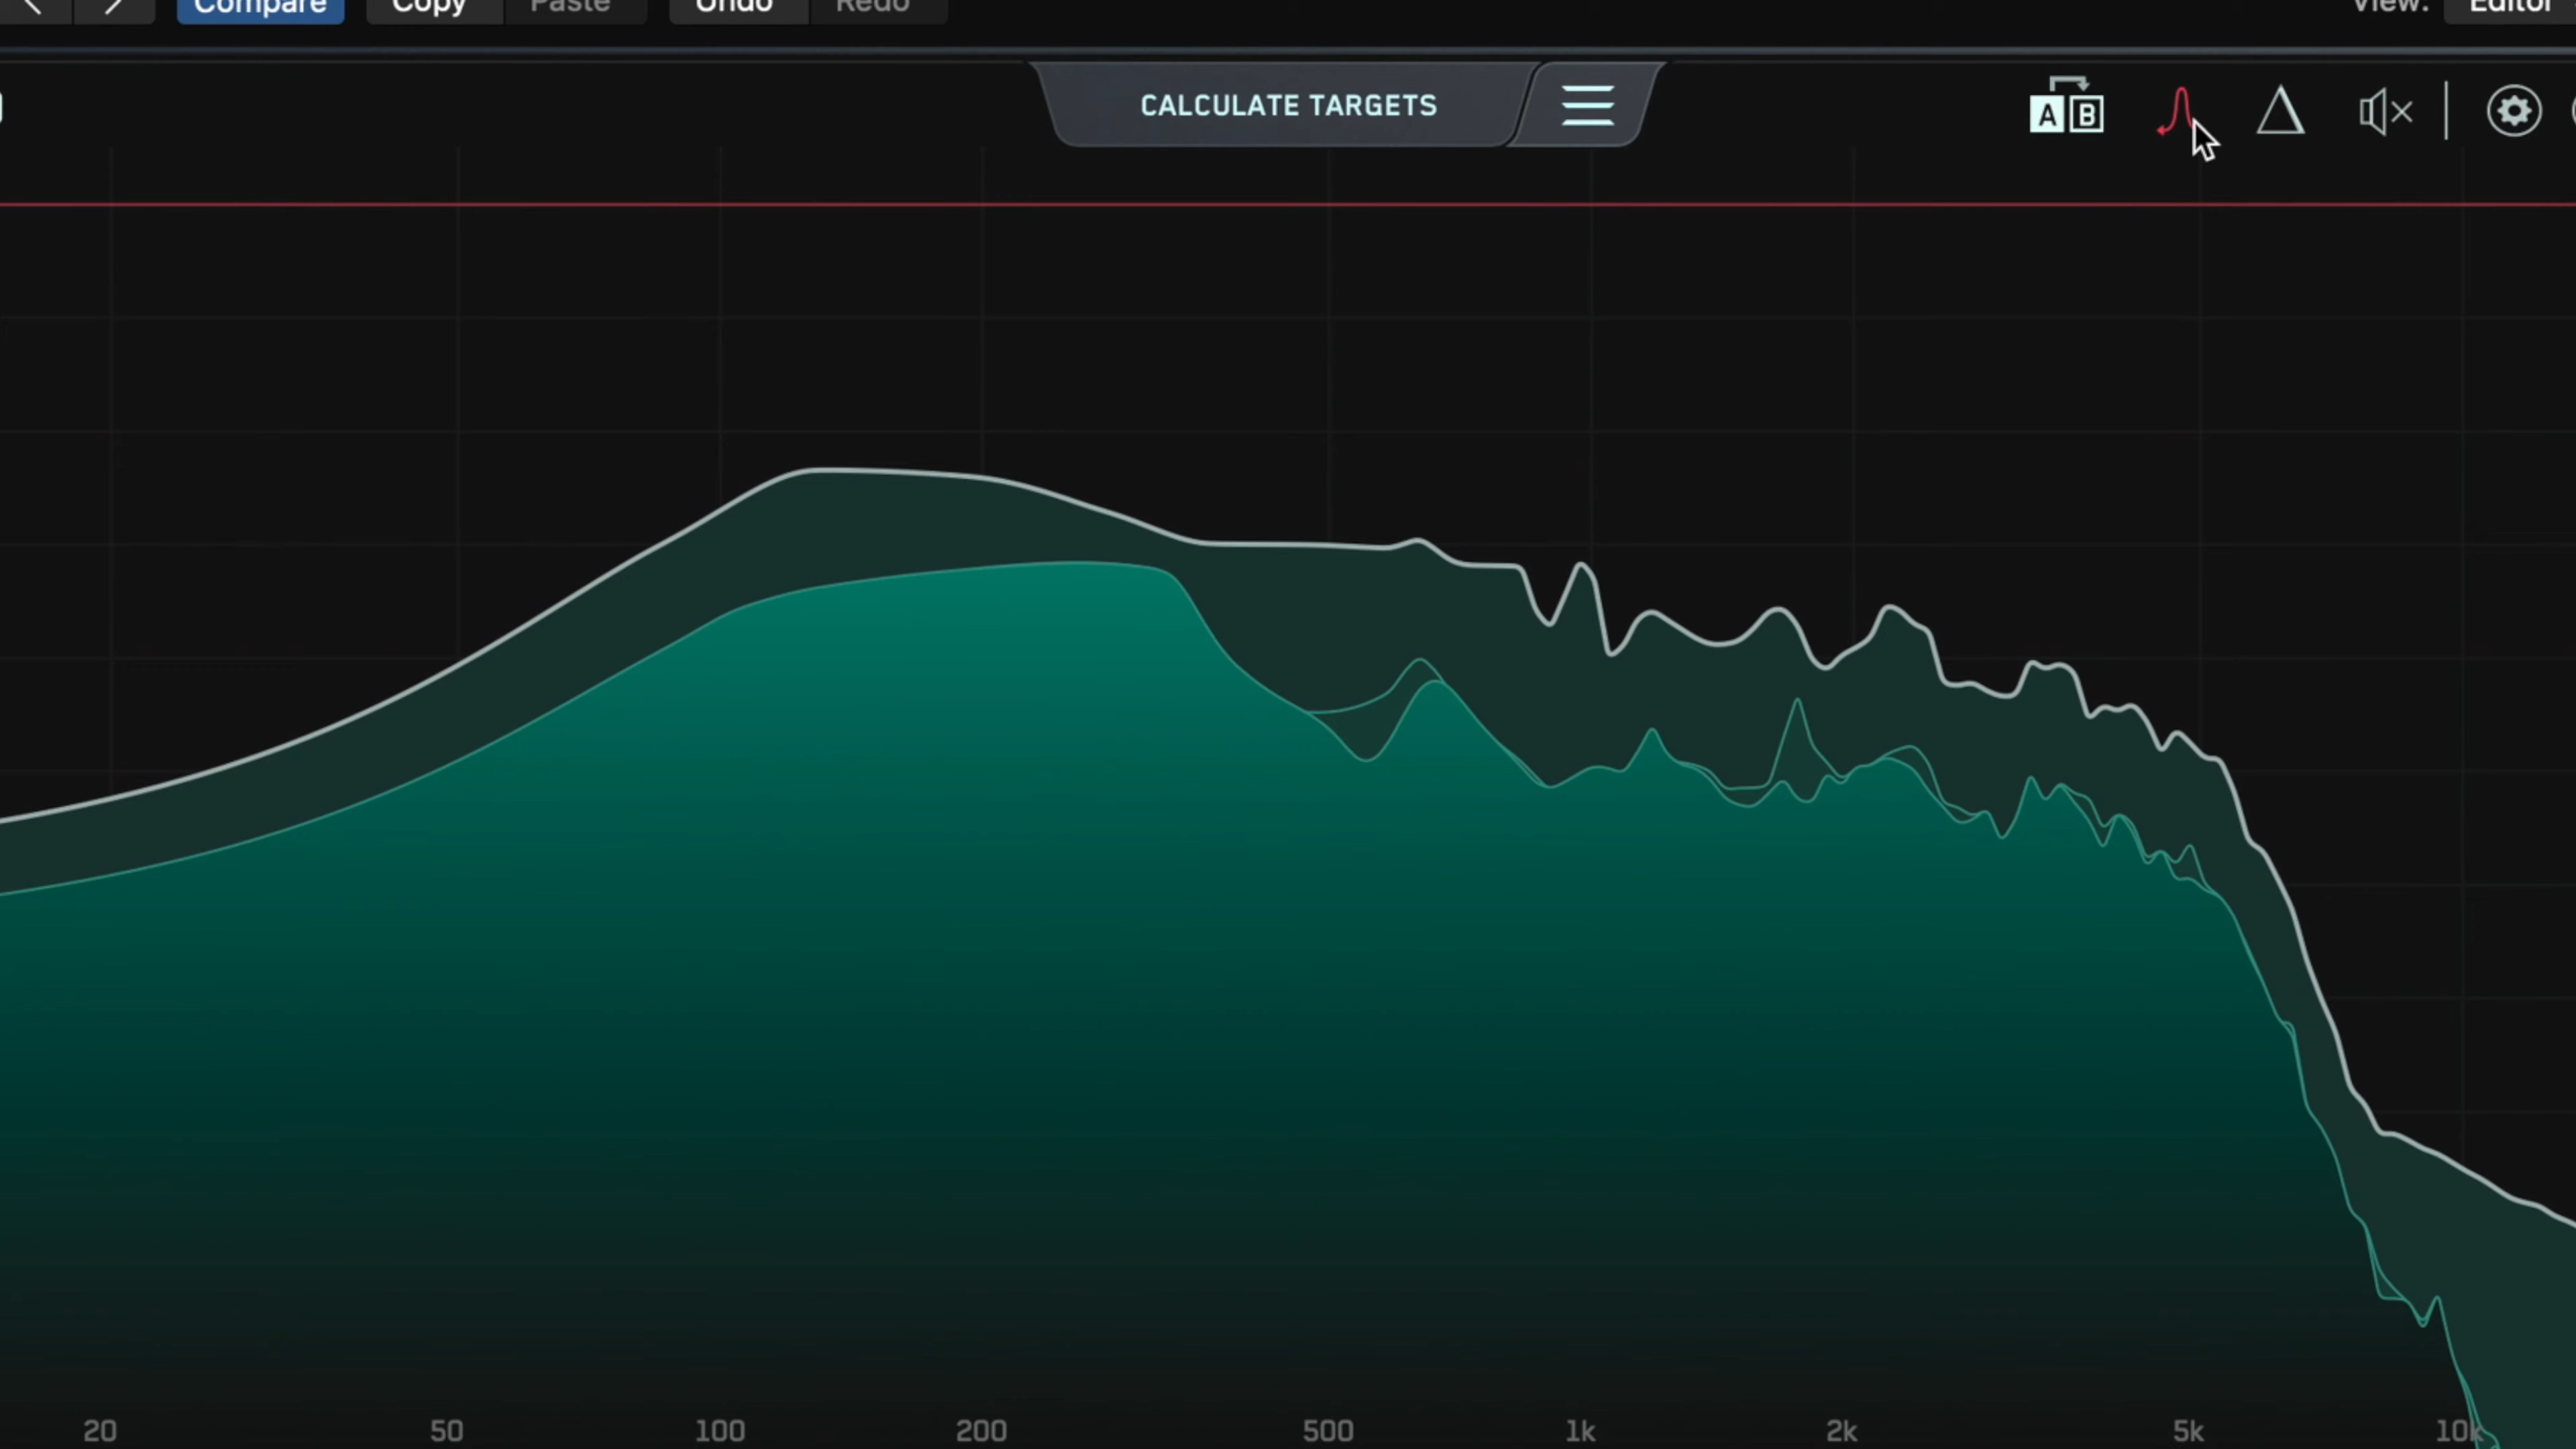 Compare Copy Paste Undo Redo View: Editor
CALCULATE TARGETS
A B
20 50 100 200 500 1k 2k 5k 10k